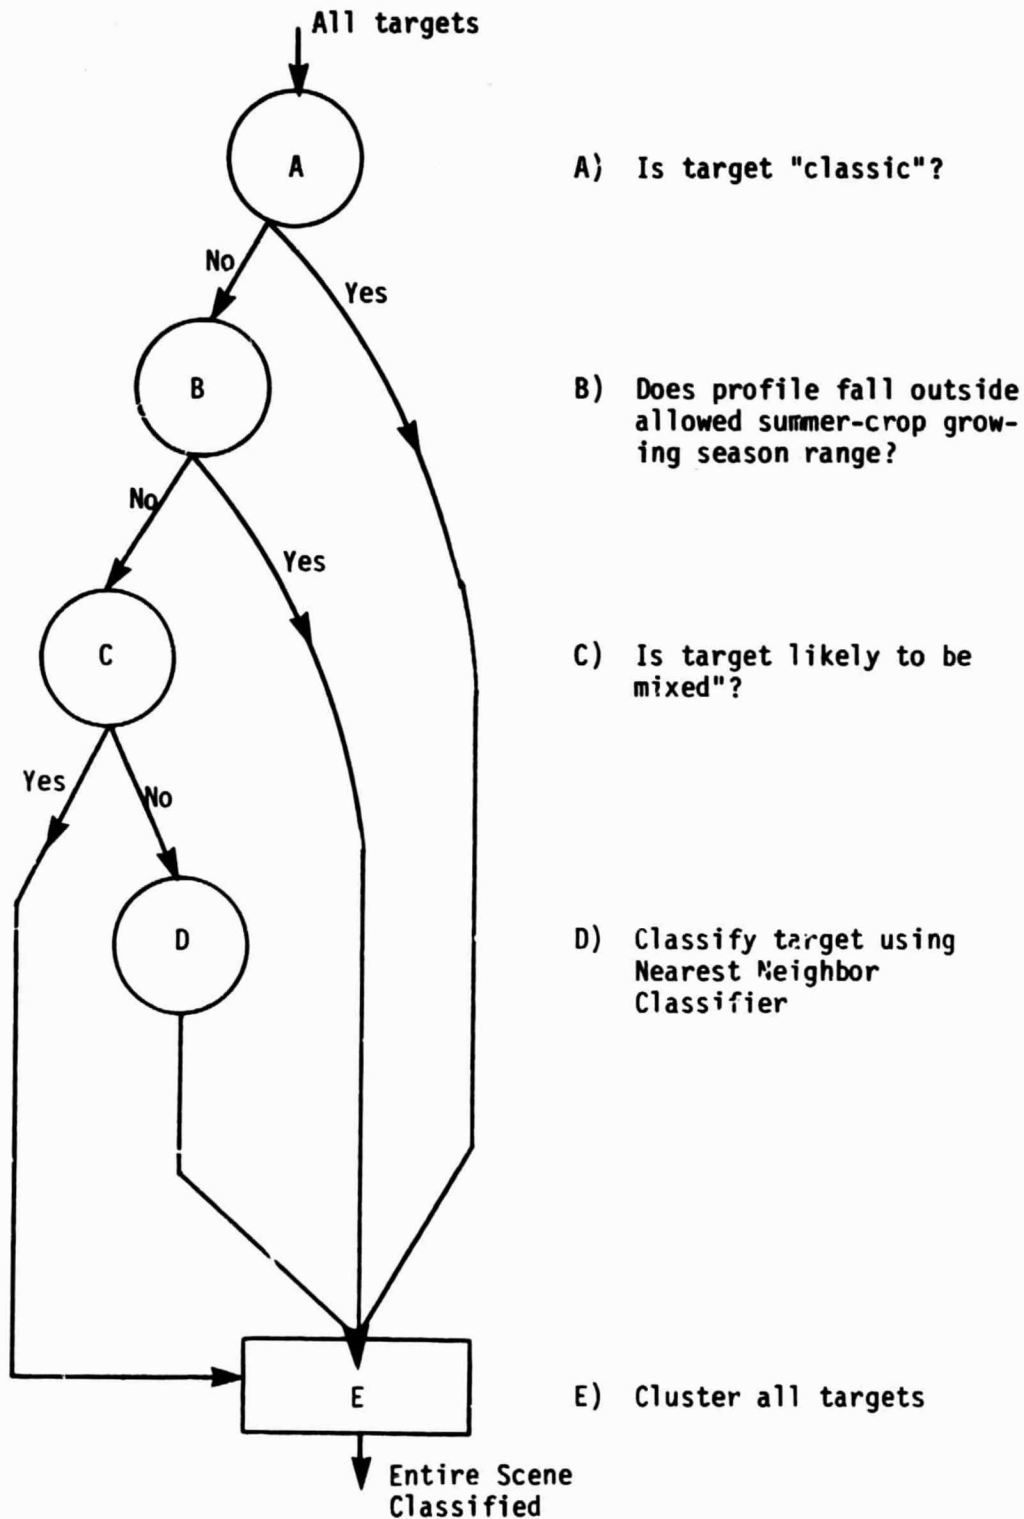 All targets
A
A) Is target "classic"?
No
Yes
B
B) Does profile fall outside
allowed summer-crop grow-
ing season range?
No
Yes
C
C) Is target likely to be
mixed"?
Yes
No
D
D) Classify target using
Nearest Neighbor
Classifier
E
E) Cluster all targets
Entire Scene
Classified